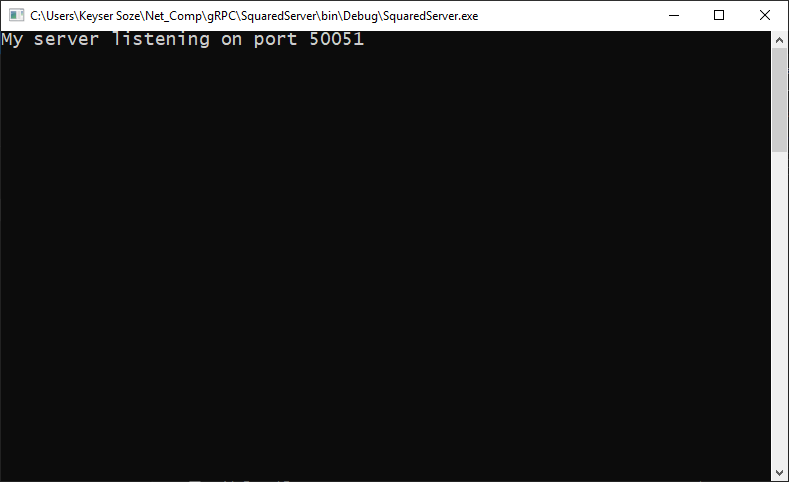 C:\Users\Keyser Soze\Net_Comp\gRPC\SquaredServer\bin\Debug\SquaredServer.exe
My server listening on port 50051